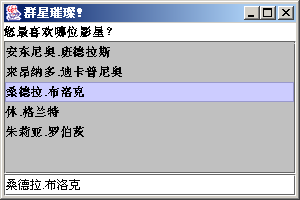 群星璀璨!
您最喜欢哪位影星?
安东尼奥.班德拉斯
来昂纳多.迪卡普尼奥
桑德拉.布洛克
休.格兰特
朱莉亚.罗伯茨
桑德拉.布洛克